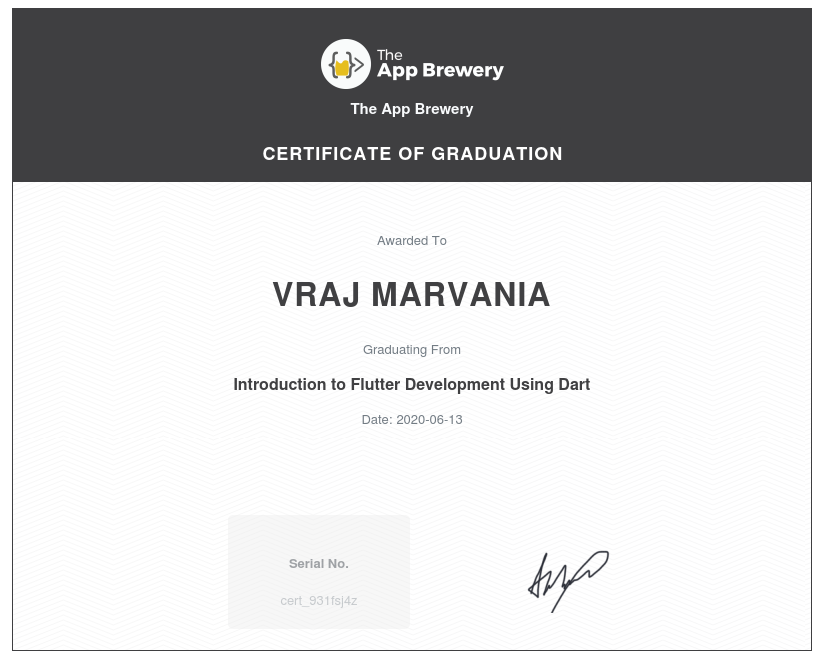 The
App Brewery
The App Brewery
CERTIFICATE OF GRADUATION
Awarded To
VRAJ MARVANIA
Graduating From
Introduction to Flutter Development Using Dart
Date: 2020-06-13
Serial No.
cert_931fsj4z